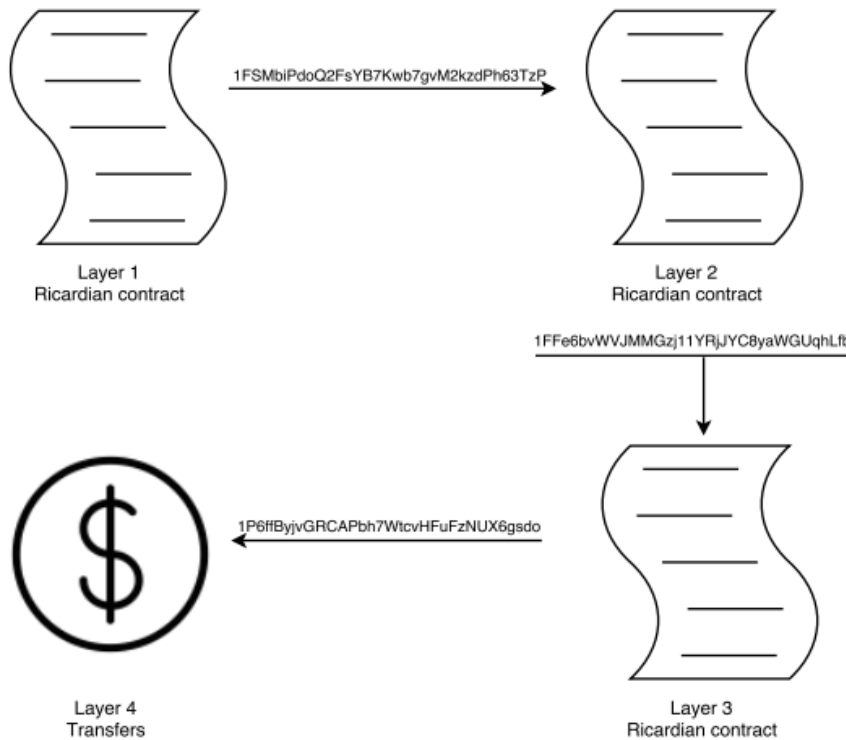 1FSMbiPdoQ2FsYB7Kwb7gvM2kzdPh63TzP
Layer 1
Ricardian contract
Layer 2
Ricardian contract
1FFe6bvWVJMMGzj11YRjJYC8yaWGUqhLfb
1P6ffByjvGRCAPbh7WtcvHFuFzNUX6gsdo
Layer 4
Transfers
Layer 3
Ricardian contract